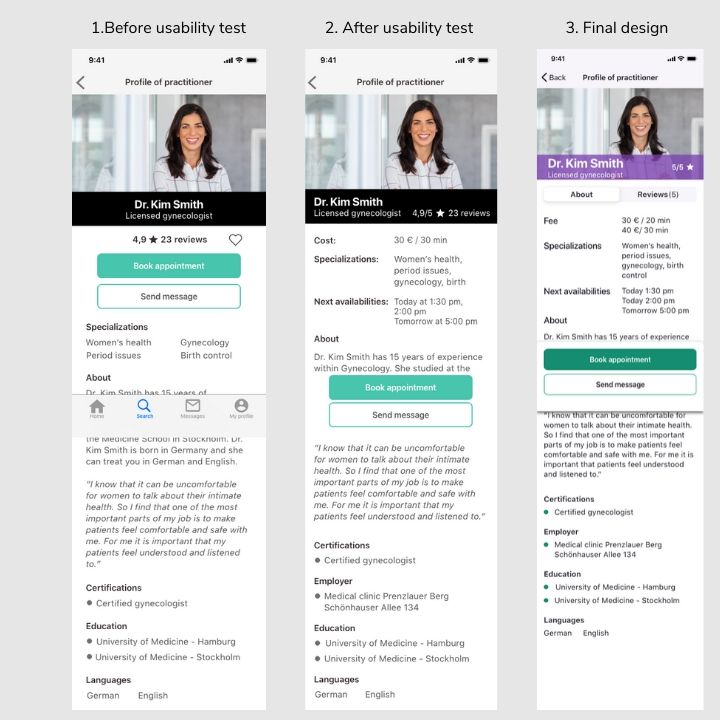 1.Before usability test
9:41
Profile of practitioner
Dr. Kim Smith
Licensed gynecologist
4,9 ★ 23 reviews
Book appointment
Send message
Specializations
Women's health Gynecology
Period issues Birth control
About
Dr. Kim Smith has 15 years of
Home Search Messages My profile
the Medicine School in Stockholm. Dr.
Kim Smith is born in Germany and she
can treat you in German and English.
"I know that it can be uncomfortable
for women to talk about their intimate
health. So I find that one of the most
important parts of my job is to make
patients feel comfortable and safe with
me. For me it is important that my
patients feel understood and listened
to."
Certifications
• Certified gynecologist
Education
• University of Medicine - Hamburg
• University of Medicine - Stockholm
Languages
German English
2. After usability test
9:41
Profile of practitioner
Dr. Kim Smith
Licensed gynecologist 4,9/5 ★ 23 reviews
Cost: 30 € / 30 min
Specializations: Women's health,
period issues,
gynecology, birth
Next availabilities: Today at 1:30 pm,
2:00 pm
Tomorrow at 5:00 pm
About
Dr. Kim Smith has 15 years of experience
within Gynecology. She studied at the
Book appointment
Send message
"I know that it can be uncomfortable
for women to talk about their intimate
health. So I find that one of the most
important parts of my job is to make
patients feel comfortable and safe with
me. For me it is important that my
patients feel understood and listened to."
Certifications
• Certified gynecologist
Employer
• Medical clinic Prenzlauer Berg
Schönhauser Allee 134
Education
• University of Medicine - Hamburg
• University of Medicine - Stockholm
Languages
German English
3. Final design
9:41
Back Profile of practitioner
Dr. Kim Smith
Licensed gynecologist 5/5 ★
About Reviews (5)
Fee 30 € / 20 min
40 €/ 30 min
Specializations Women's health,
period issues,
gynecology, birth
control
Next availabilities Today 1:30 pm
Today 2:00 pm
Tomorrow 5:00 pm
About
Dr. Kim Smith has 15 years of experience
Book appointment
Send message
"I know that it can be uncomfortable for
women to talk about their intimate health.
So I find that one of the most important
parts of my job is to make patients feel
comfortable and safe with me. For me it is
important that my patients feel understood
and listened to."
Certifications
• Certified gynecologist
Employer
• Medical clinic Prenzlauer Berg
Schönhauser Allee 134
Education
• University of Medicine - Hamburg
• University of Medicine - Stockholm
Languages
German English